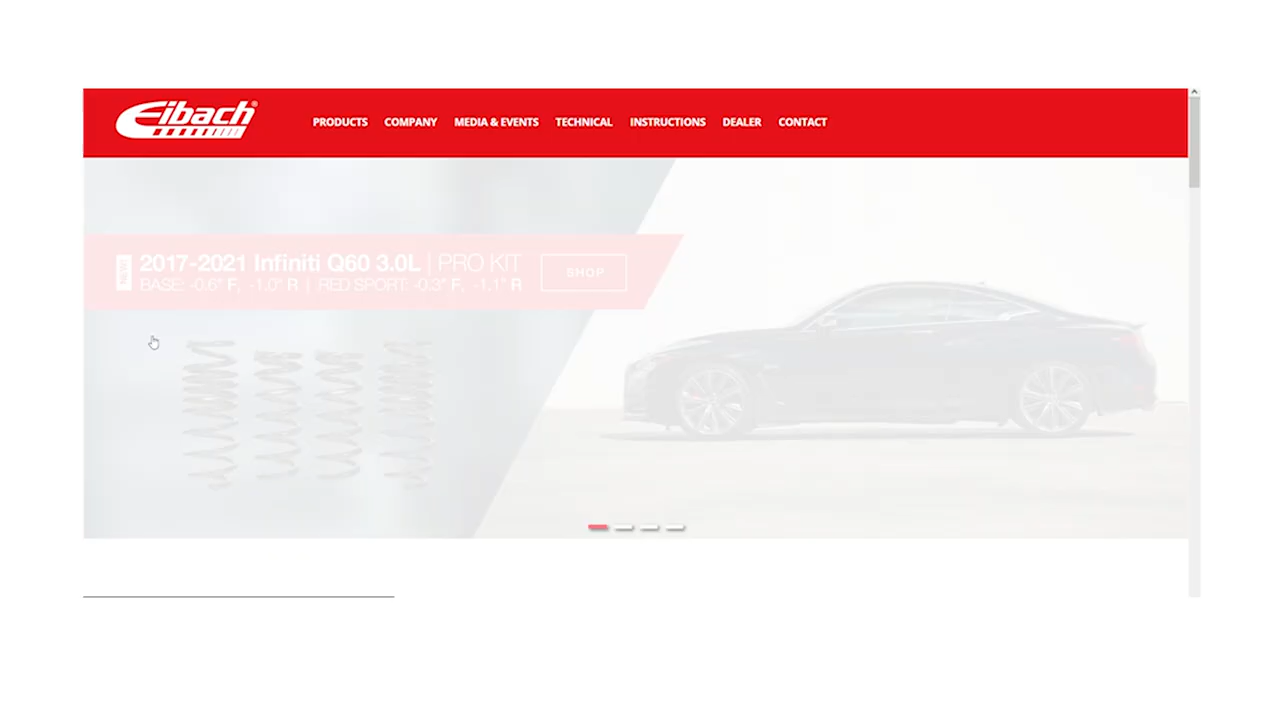 Eibach®
PRODUCTS COMPANY MEDIA & EVENTS TECHNICAL INSTRUCTIONS DEALER CONTACT
NEW
2017-2021 Infiniti Q60 3.0L | PRO KIT
BASE: -0.6" F, -1.0" R | RED SPORT: -0.3" F, -1.1" R
SHOP